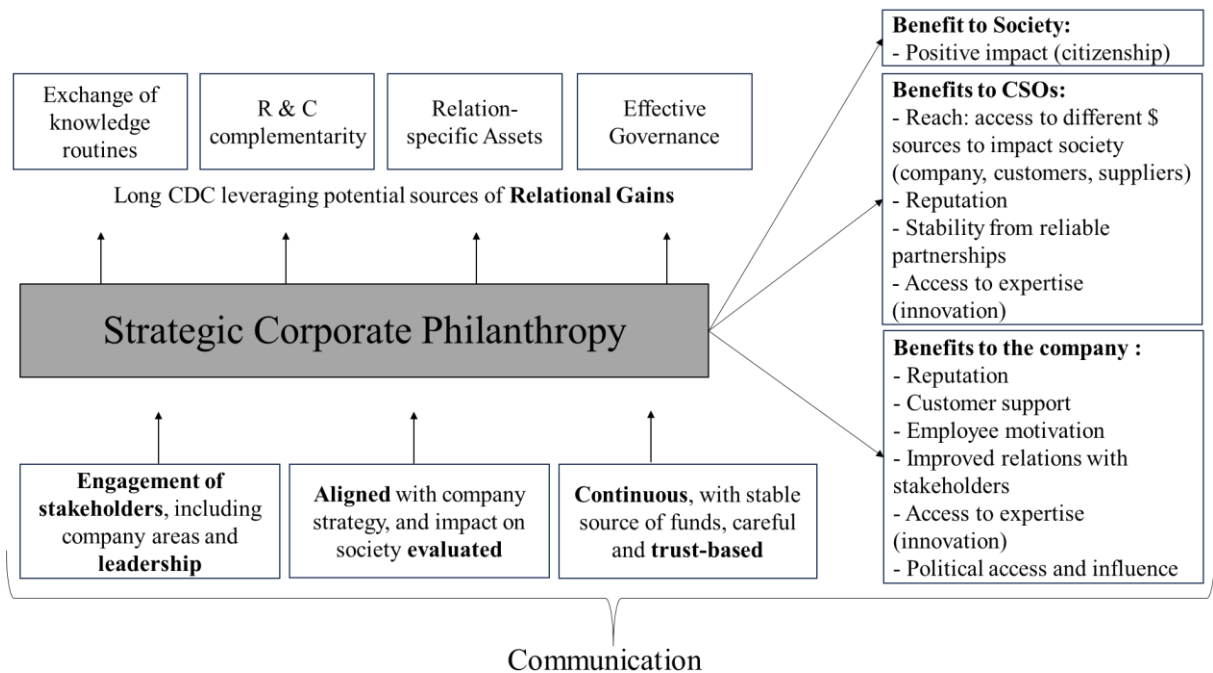 Exchange of
knowledge
routines
R & C
complementarity
Relation-
specific Assets
Effective
Governance
Long CDC leveraging potential sources of Relational Gains
Strategic Corporate Philanthropy
Engagement of
stakeholders, including
company areas and
leadership
Aligned with company
strategy, and impact on
society evaluated
Continuous, with stable
source of funds, careful
and trust-based
Benefit to Society:
- Positive impact (citizenship)
Benefits to CSOs:
- Reach: access to different $
sources to impact society
(company, customers, suppliers)
- Reputation
- Stability from reliable
partnerships
- Access to expertise
(innovation)
Benefits to the company :
- Reputation
- Customer support
- Employee motivation
- Improved relations with
stakeholders
- Access to expertise
(innovation)
- Political access and influence
Communication